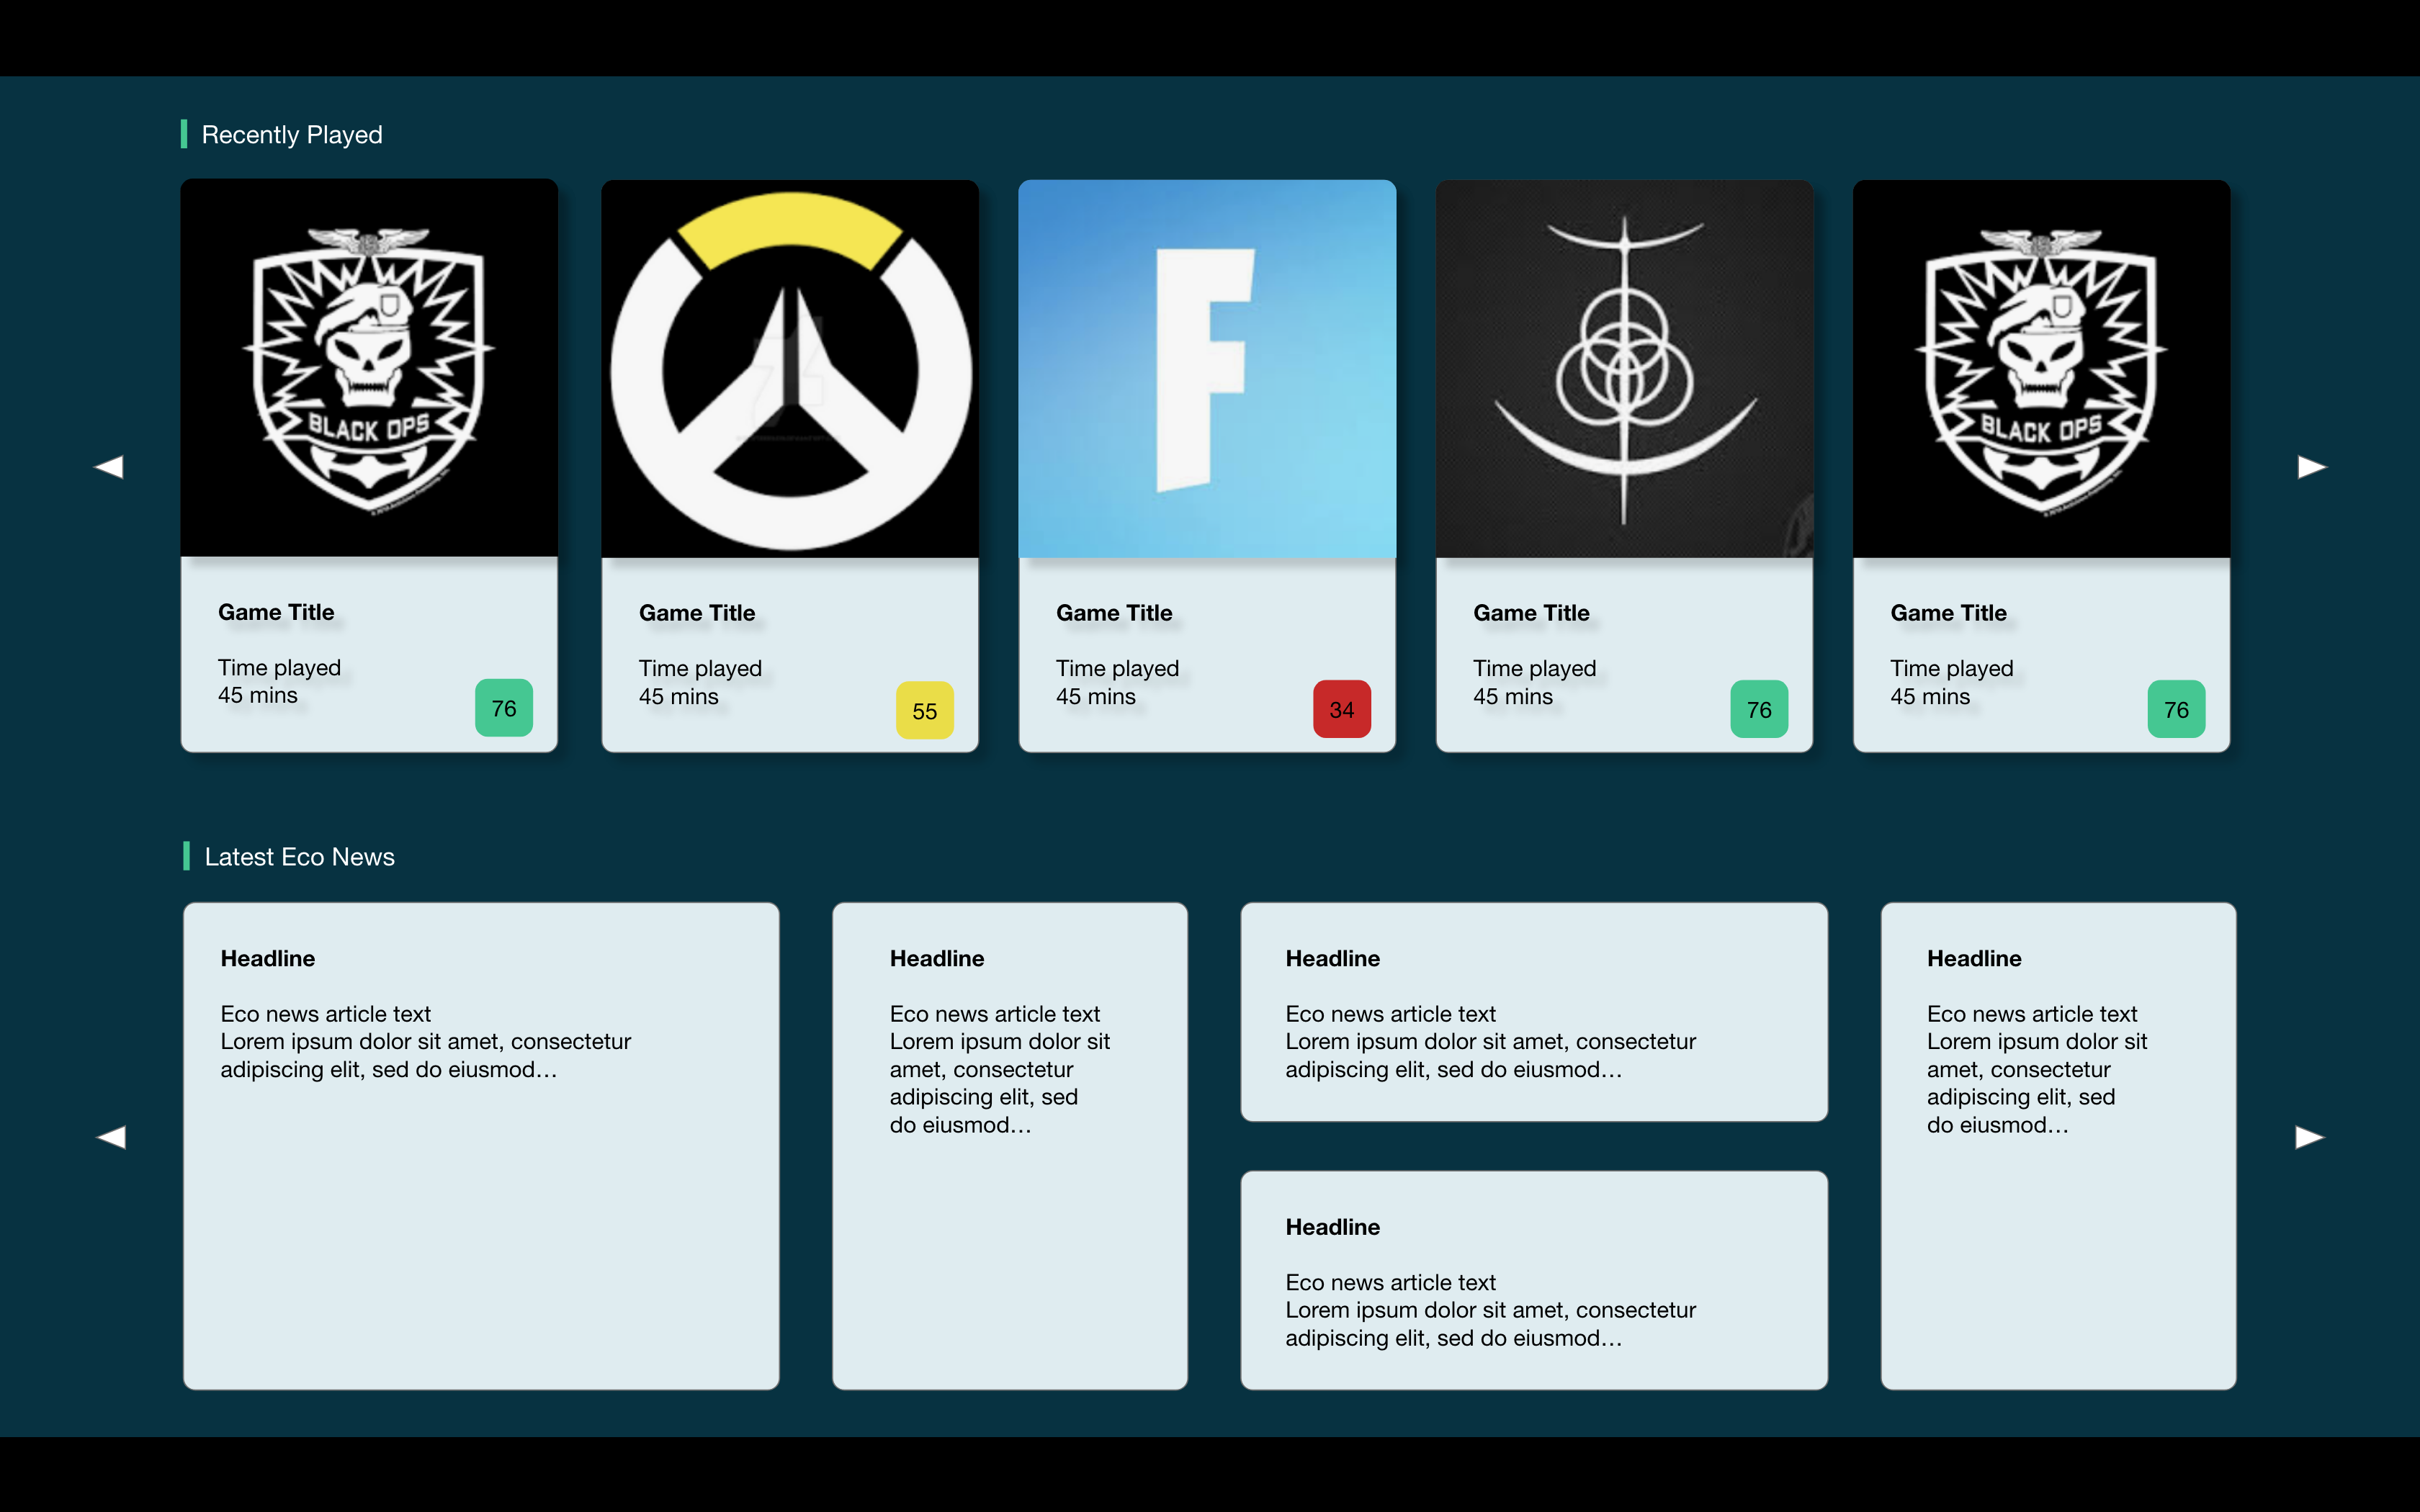 Recently Played
BLACK OPS
F
BLACK OPS
Game Title
Time played
45 mins
76
Game Title
Time played
45 mins
55
Game Title
Time played
45 mins
34
Game Title
Time played
45 mins
76
Game Title
Time played
45 mins
76
Latest Eco News
Headline
Eco news article text
Lorem ipsum dolor sit amet, consectetur
adipiscing elit, sed do eiusmod…
Headline
Eco news article text
Lorem ipsum dolor sit
amet, consectetur
adipiscing elit, sed
do eiusmod…
Headline
Eco news article text
Lorem ipsum dolor sit amet, consectetur
adipiscing elit, sed do eiusmod…
Headline
Eco news article text
Lorem ipsum dolor sit amet, consectetur
adipiscing elit, sed do eiusmod…
Headline
Eco news article text
Lorem ipsum dolor sit
amet, consectetur
adipiscing elit, sed
do eiusmod…